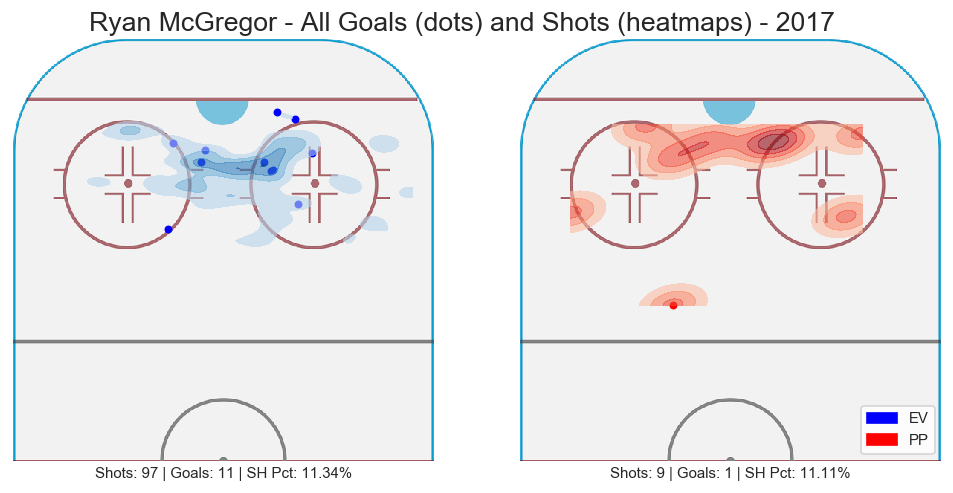 Ryan McGregor - All Goals (dots) and Shots (heatmaps) - 2017
EV
PP
Shots: 97 | Goals: 11 | SH Pct: 11.34%
Shots: 9 | Goals: 1 | SH Pct: 11.11%